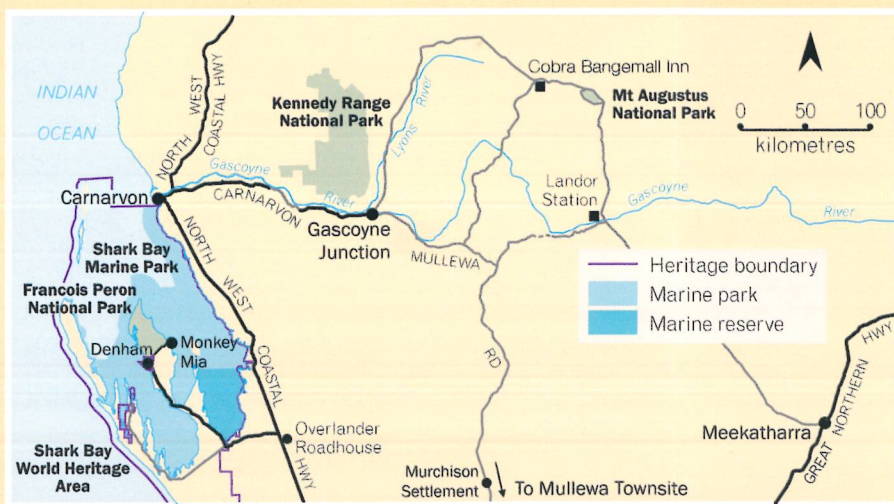 INDIAN
OCEAN
NORTH WEST
COASTAL HWY
Kennedy Range
National Park
Lyons River
Cobra Bangemall Inn
Mt Augustus
National Park
0 50 100
kilometres
Carnarvon
Gascoyne River
CARNARVON
Gascoyne
Junction
MULLEWA
RD
Landor
Station
Gascoyne River
Shark Bay
Marine Park
Francois Peron
National Park
NORTH WEST COASTAL HWY
Heritage boundary
Marine park
Marine reserve
Denham
Monkey
Mia
Overlander
Roadhouse
Shark Bay
World Heritage
Area
Murchison
Settlement
To Mullewa Townsite
Meekatharra
GREAT NORTHERN HWY